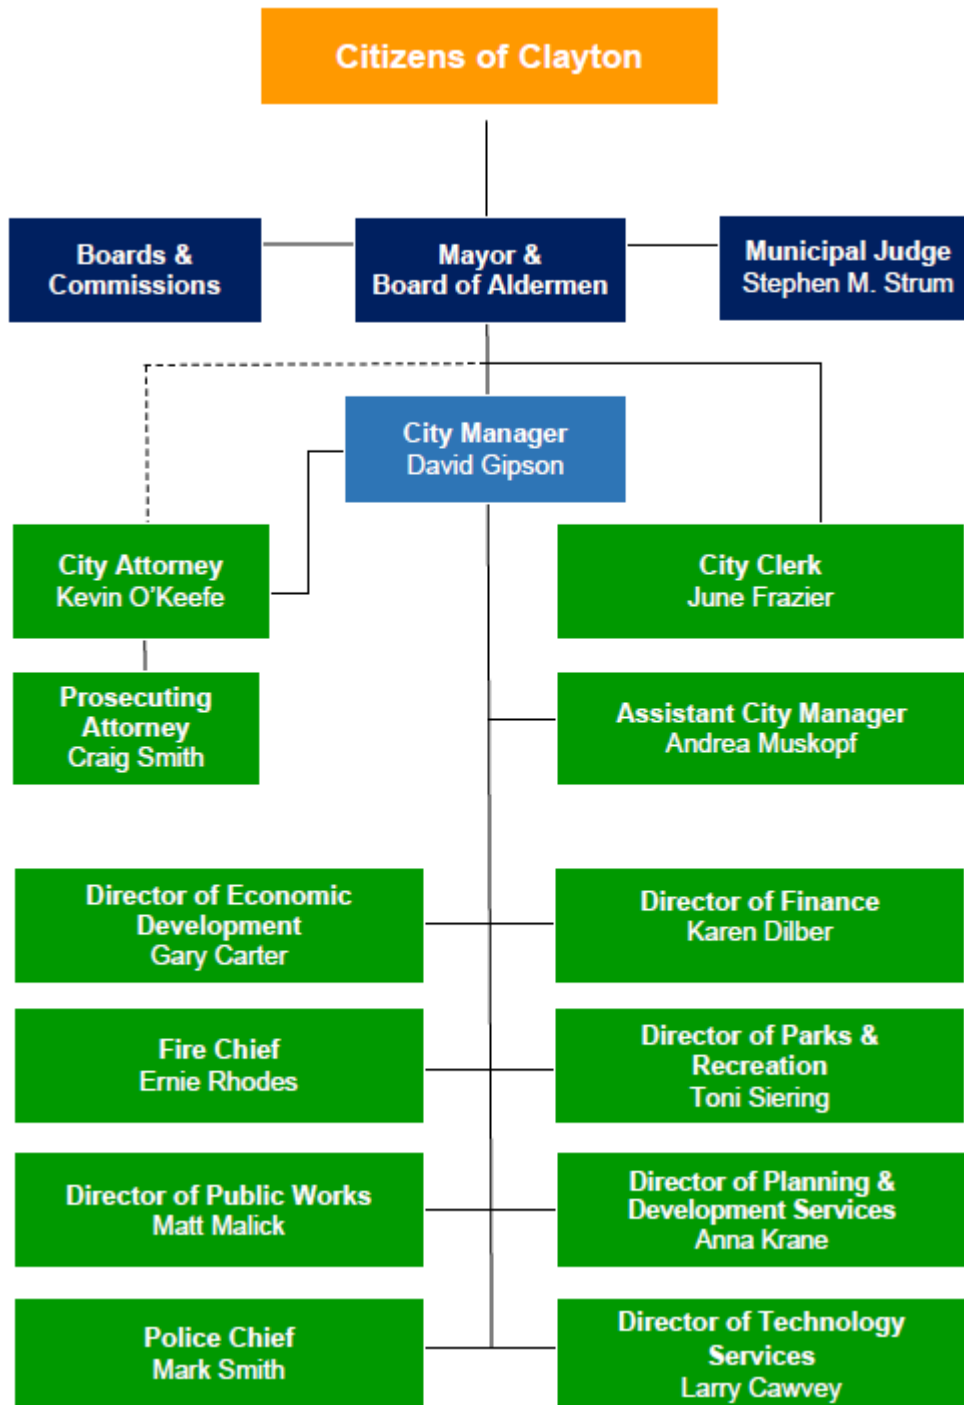 Citizens of Clayton
Boards &
Commissions
Mayor &
Board of Aldermen
Municipal Judge
Stephen M. Strum
City Manager
David Gipson
City Attorney
Kevin O'Keefe
City Clerk
June Frazier
Prosecuting
Attorney
Craig Smith
Assistant City Manager
Andrea Muskopf
Director of Economic
Development
Gary Carter
Director of Finance
Karen Dilber
Fire Chief
Ernie Rhodes
Director of Parks &
Recreation
Toni Siering
Director of Public Works
Matt Malick
Director of Planning &
Development Services
Anna Krane
Police Chief
Mark Smith
Director of Technology
Services
Larry Cawvey